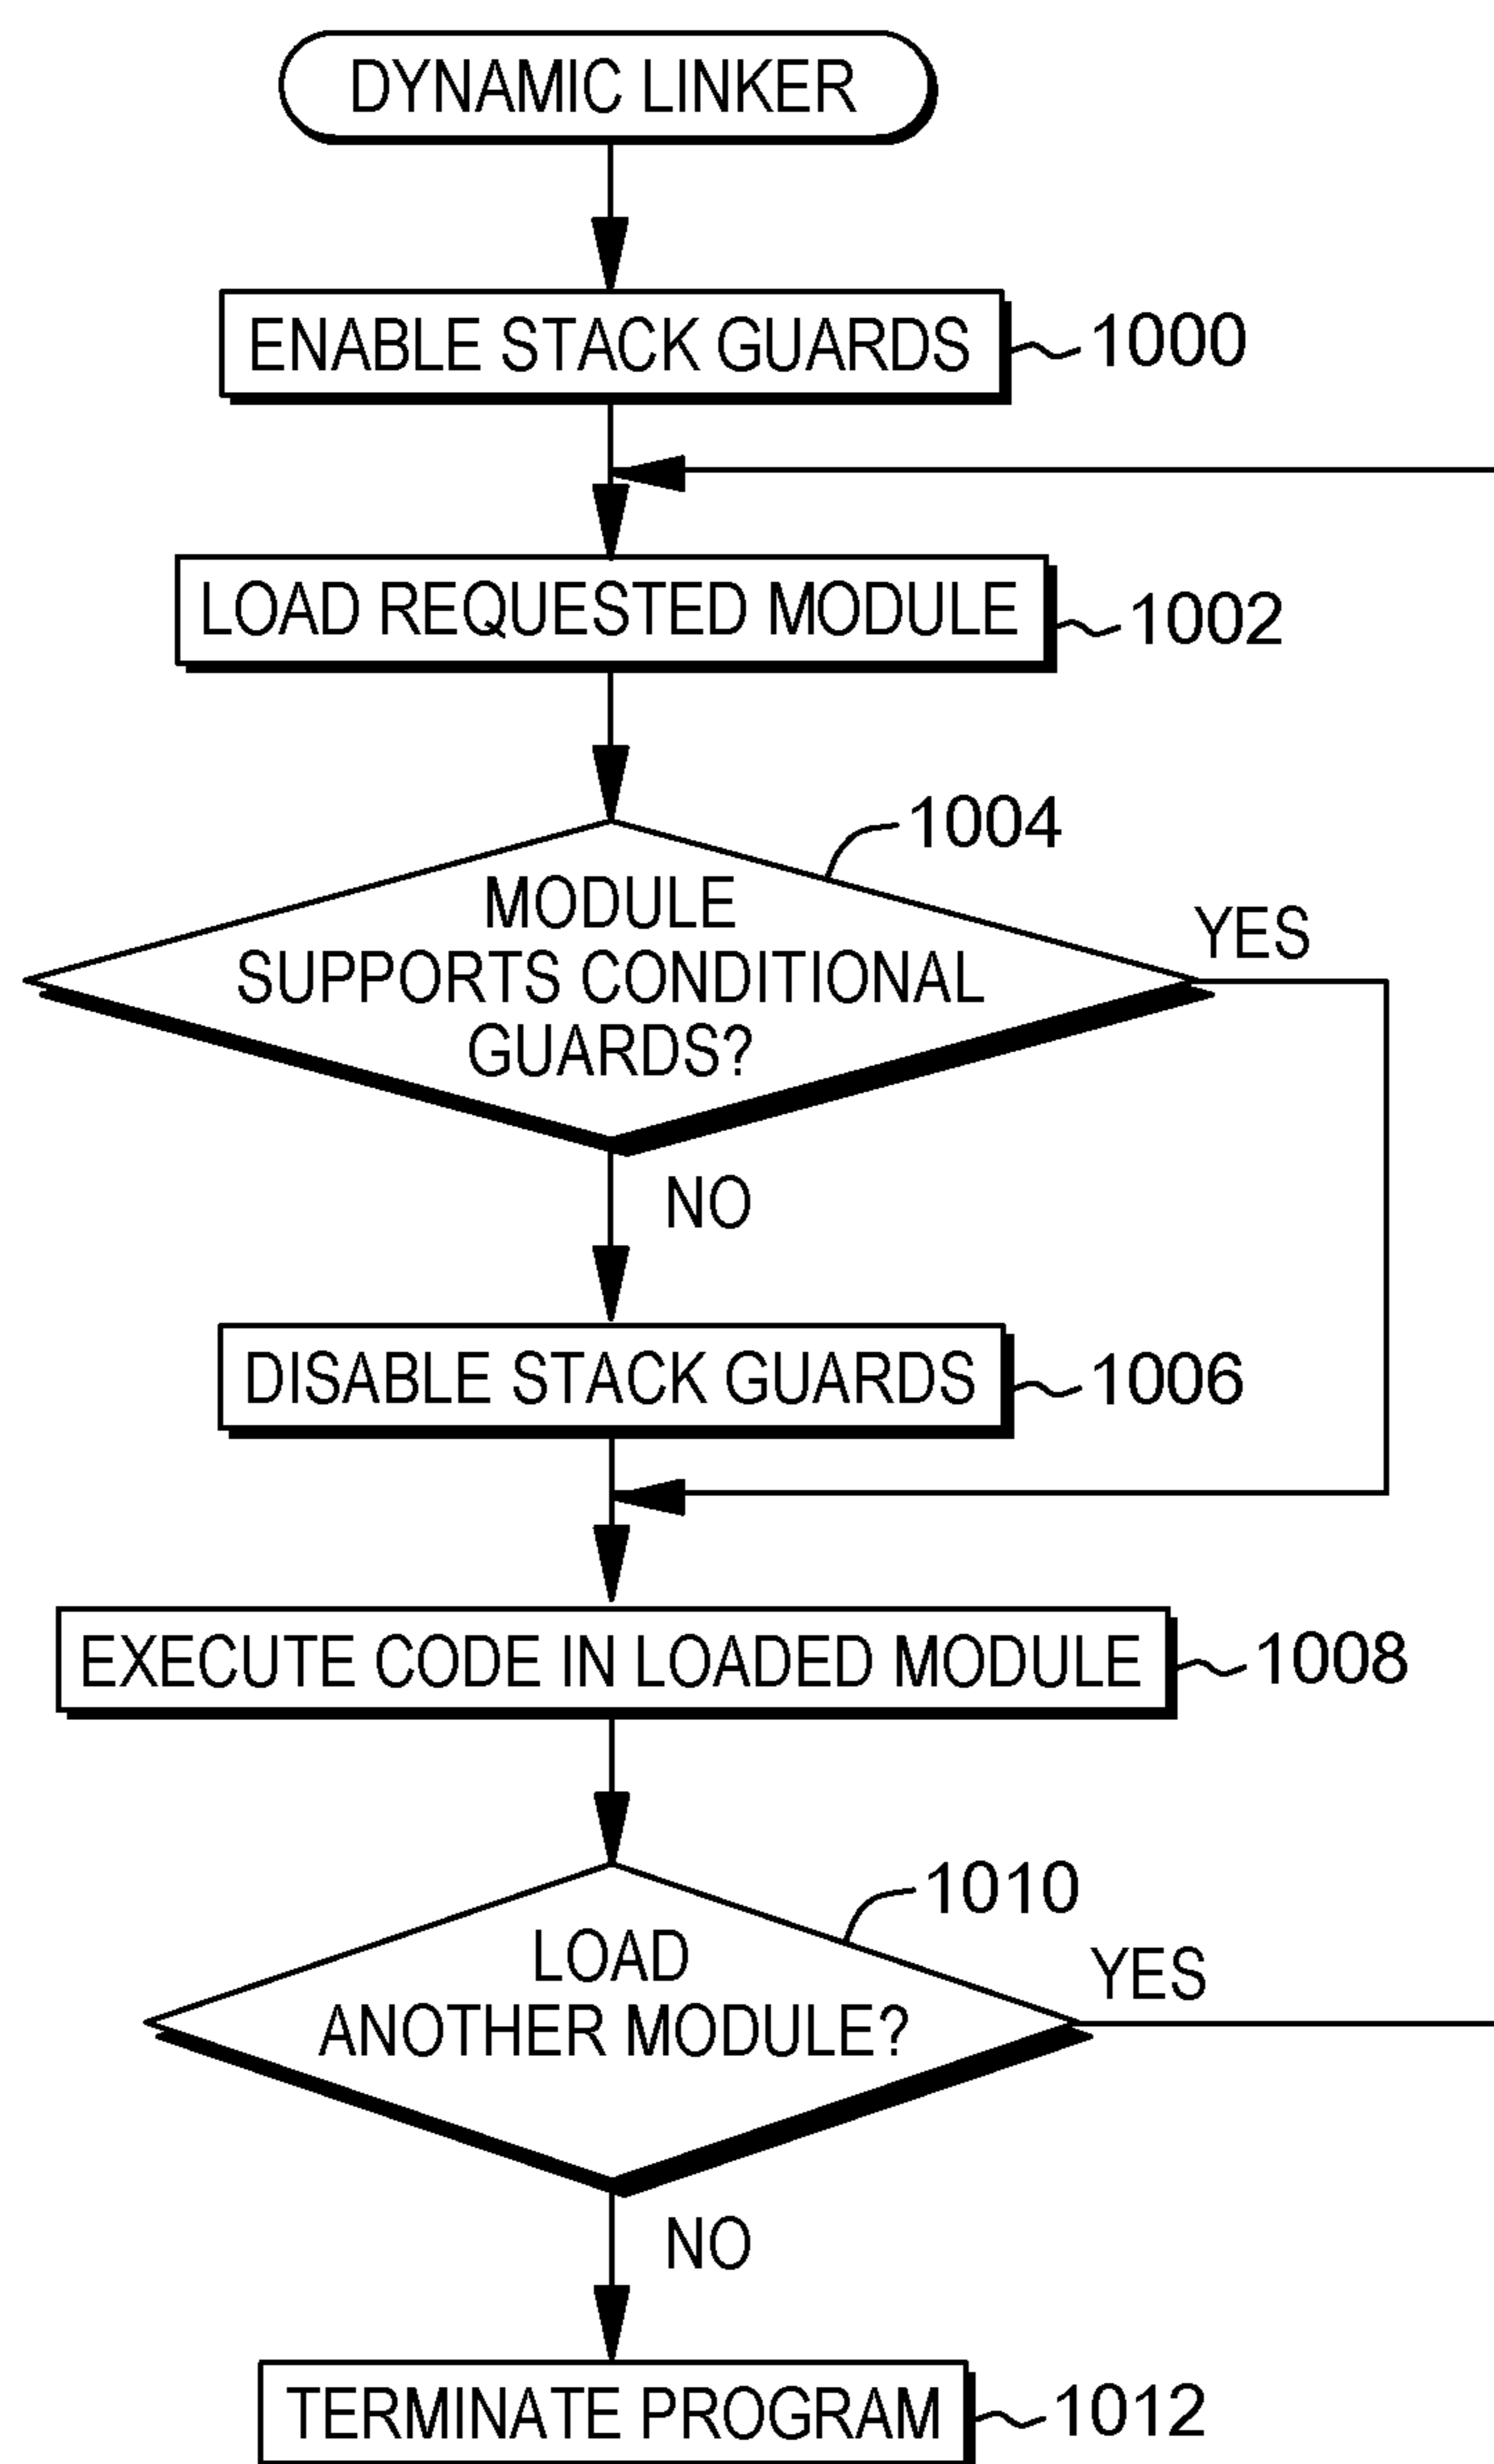 DYNAMIC LINKER
ENABLE STACK GUARDS
1000
LOAD REQUESTED MODULE
1002
1004
MODULE
SUPPORTS CONDITIONAL
GUARDS?
YES
NO
DISABLE STACK GUARDS
1006
EXECUTE CODE IN LOADED MODULE
1008
1010
LOAD
ANOTHER MODULE?
YES
NO
TERMINATE PROGRAM
1012